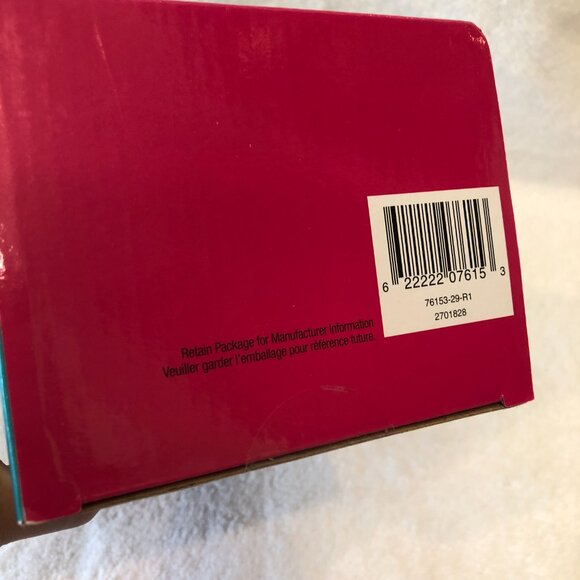 6 22222 07615 3
76153-29-R1
2701828
Retain Package for Manufacturer Information
Veuiller garder l'emballage pour référence future.